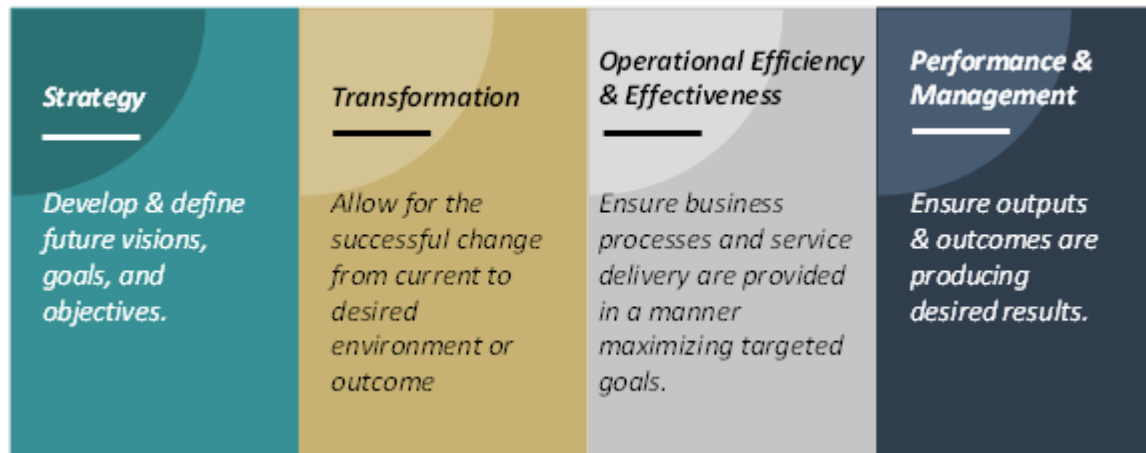 Strategy
Develop & define
future visions,
goals, and
objectives.
Transformation
Allow for the
successful change
from current to
desired
environment or
outcome
Operational Efficiency
& Effectiveness
Ensure business
processes and service
delivery are provided
in a manner
maximizing targeted
goals.
Performance &
Management
Ensure outputs
& outcomes are
producing
desired results.